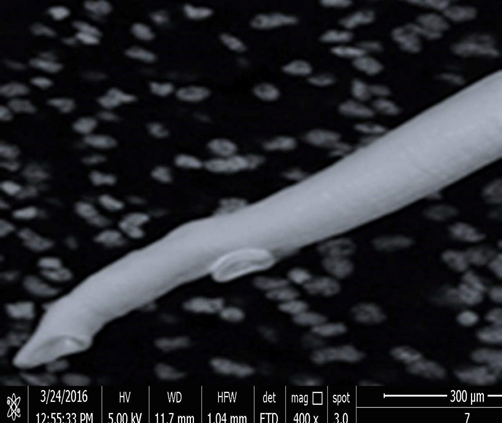 3/24/2016 HV WD HFW det mag spot 300 µm
12:55:33 PM 5.00 kV 11.7 mm 1.04 mm ETD 400 x 3.0 7